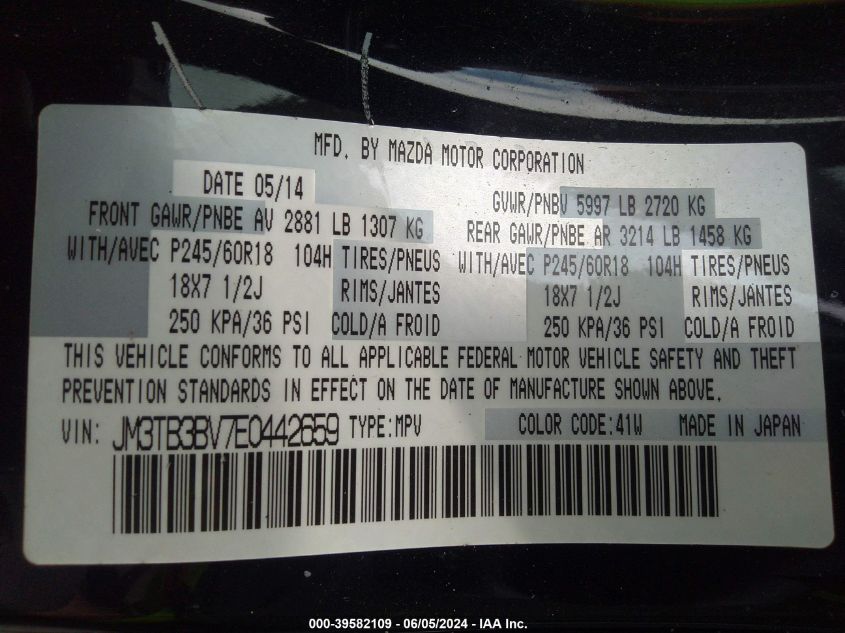 MFD. BY MAZDA MOTOR CORPORATION
DATE 05/14 GVWR/PNBV 5997 LB 2720 KG
FRONT GAWR/PNBE AV 2881 LB 1307 KG REAR GAWR/PNBE AR 3214 LB 1458 KG
WITH/AVEC P245/60R18 104H TIRES/PNEUS WITH/AVEC P245/60R18 104H TIRES/PNEUS
18X7 1/2J RIMS/JANTES 18X7 1/2J RIMS/JANTES
250 KPA/36 PSI COLD/A FROID 250 KPA/36 PSI COLD/A FROID
THIS VEHICLE CONFORMS TO ALL APPLICABLE FEDERAL MOTOR VEHICLE SAFETY AND THEFT
PREVENTION STANDARDS IN EFFECT ON THE DATE OF MANUFACTURE SHOWN ABOVE.
VIN: JM3TB3BV7E0442659 TYPE:MPV COLOR CODE:41W MADE IN JAPAN
000-39582109 - 06/05/2024 - IAA Inc.